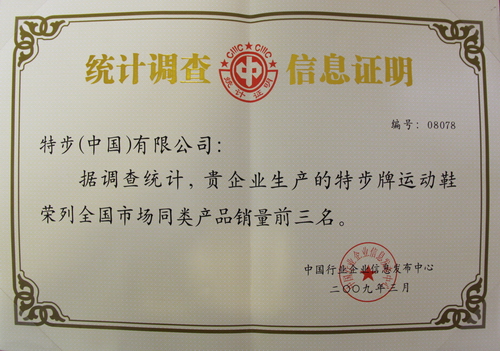 统计调查 信息证明
CIIIC CIIIC
中
统计证明
编号：08078
特步(中国)有限公司：
据调查统计，贵企业生产的特步牌运动鞋
荣列全国市场同类产品销量前三名。
中国行业企业信息发布中心
二〇〇九年三月